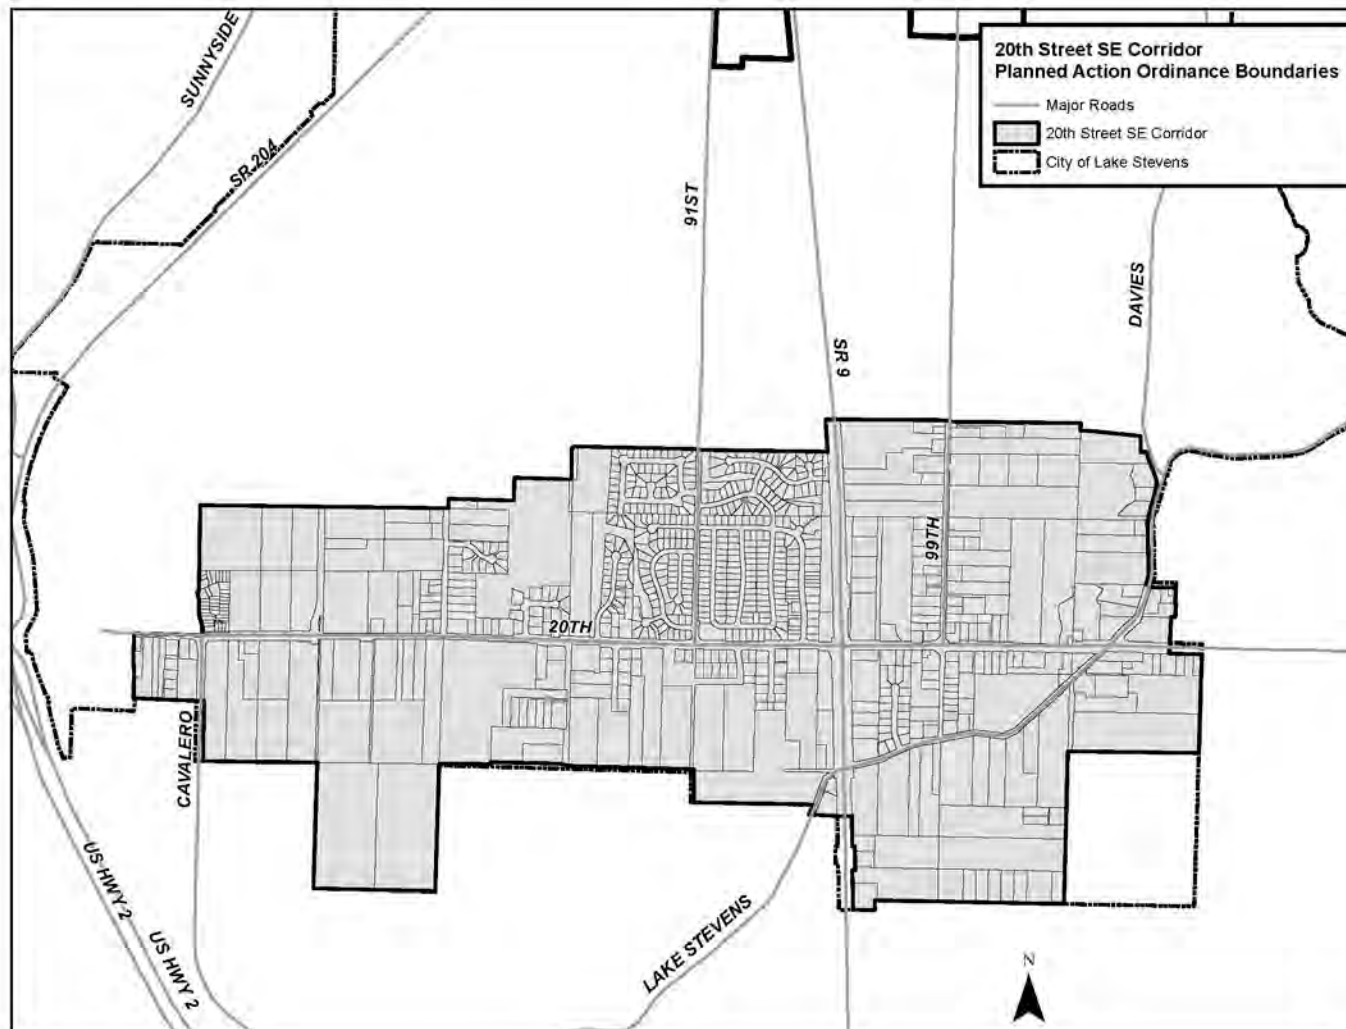 20th Street SE Corridor
Planned Action Ordinance Boundaries
Major Roads
20th Street SE Corridor
City of Lake Stevens
SUNNYSIDE
SR 204
91ST
DAVIES
SR 9
99TH
20TH
CAVALERO
US HWY 2
US HWY 2
LAKE STEVENS
N